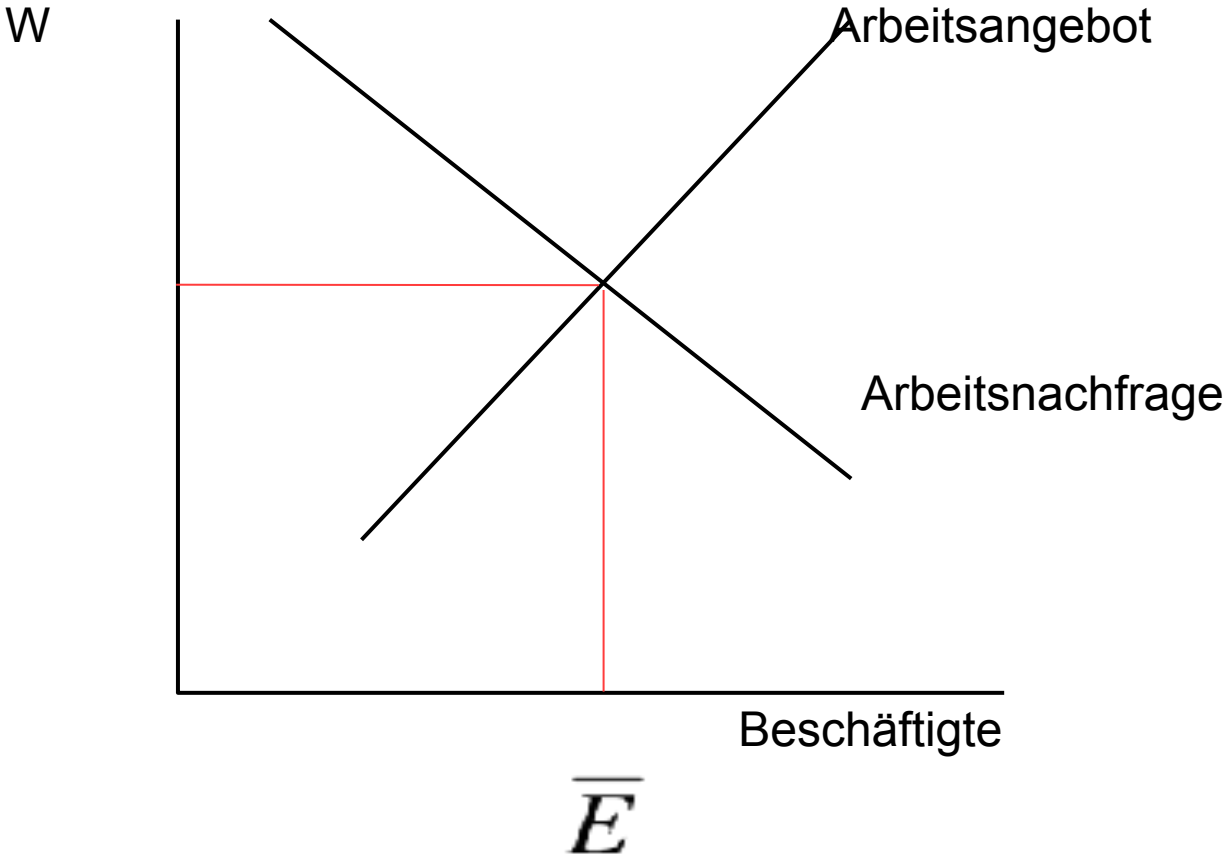 W
Arbeitsangebot
Arbeitsnachfrage
Beschäftigte
E̅